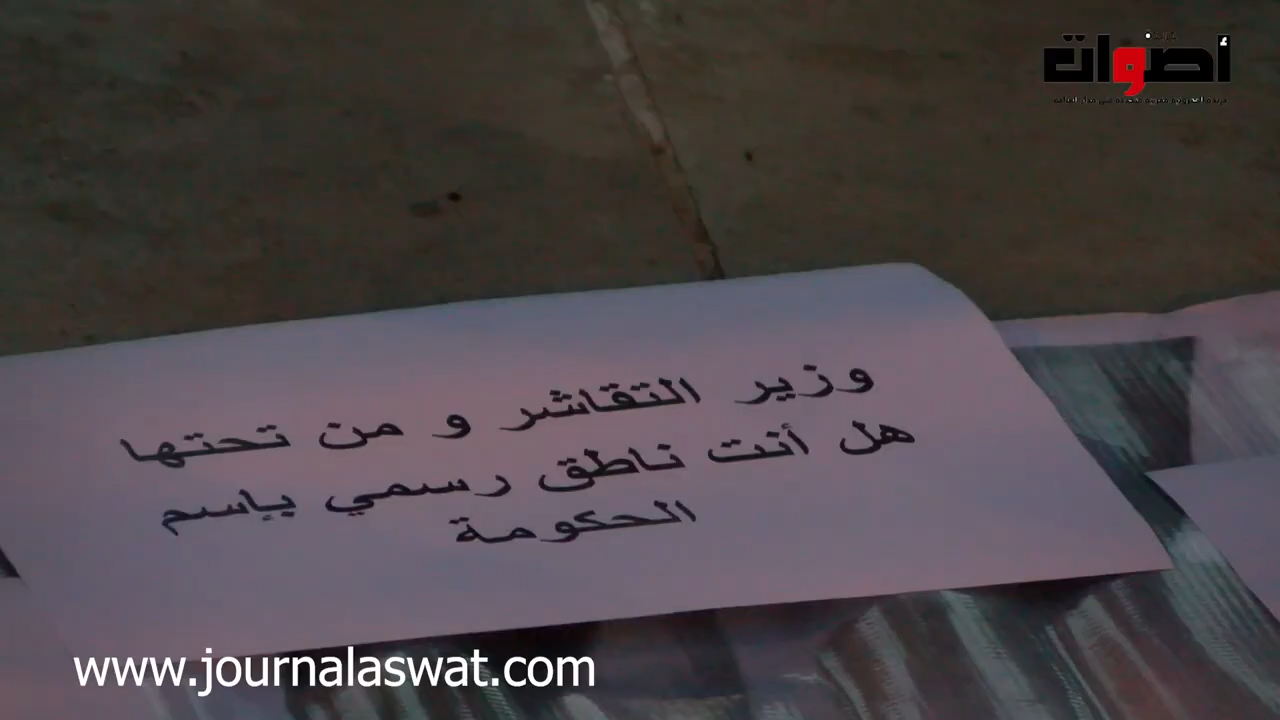 أصوات
وزير التقاشر و من تحتها
هل أنت ناطق رسمي بإسم
الحكومة
www.journalaswat.com